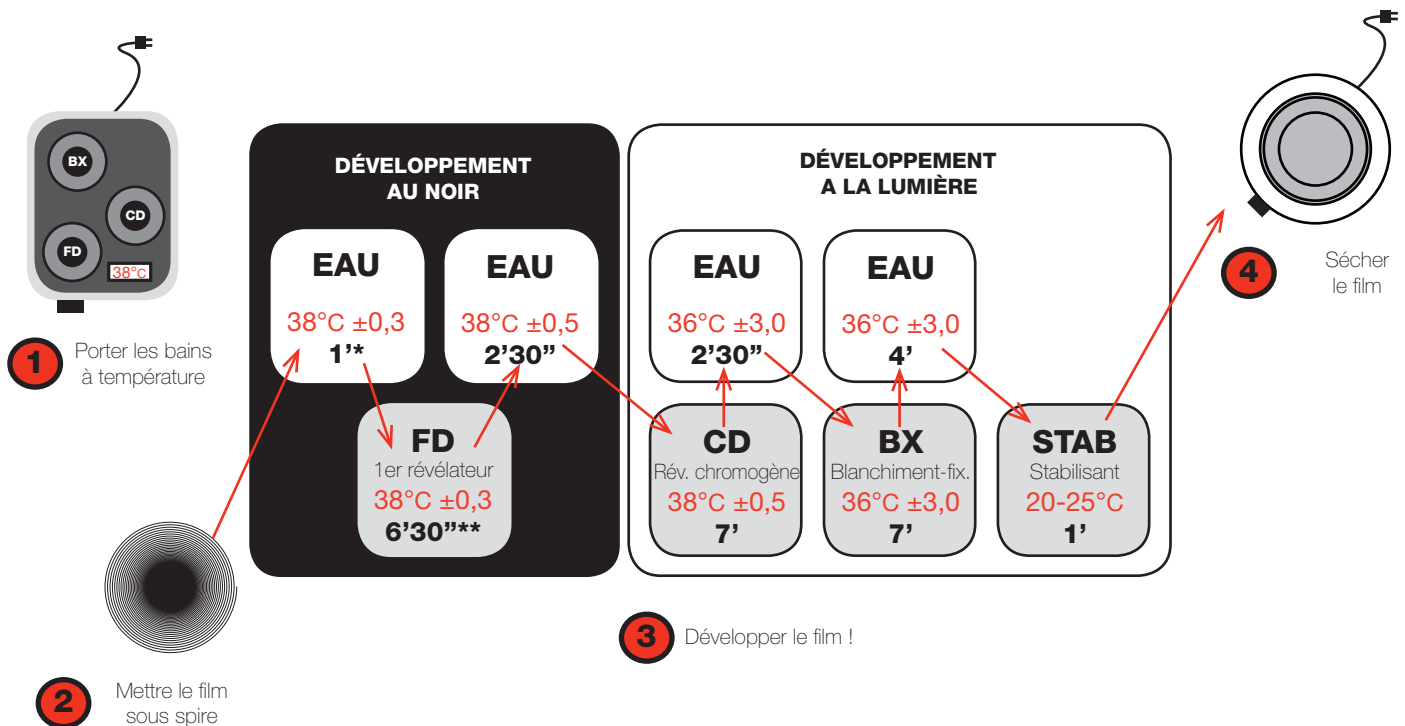 BX
CD
FD
38°C
1
Porter les bains
à température
2
Mettre le film
sous spire
DÉVELOPPEMENT
AU NOIR
EAU
38°C ±0,3
1’*
FD
1er révélateur
38°C ±0,3
6’30”**
EAU
38°C ±0,5
2’30”
DÉVELOPPEMENT
A LA LUMIÈRE
CD
Rév. chromogène
38°C ±0,5
7’
EAU
36°C ±3,0
2’30”
BX
Blanchiment-fix.
36°C ±3,0
7’
EAU
36°C ±3,0
4’
STAB
Stabilisant
20-25°C
1’
3
Développer le film !
4
Sécher
le film